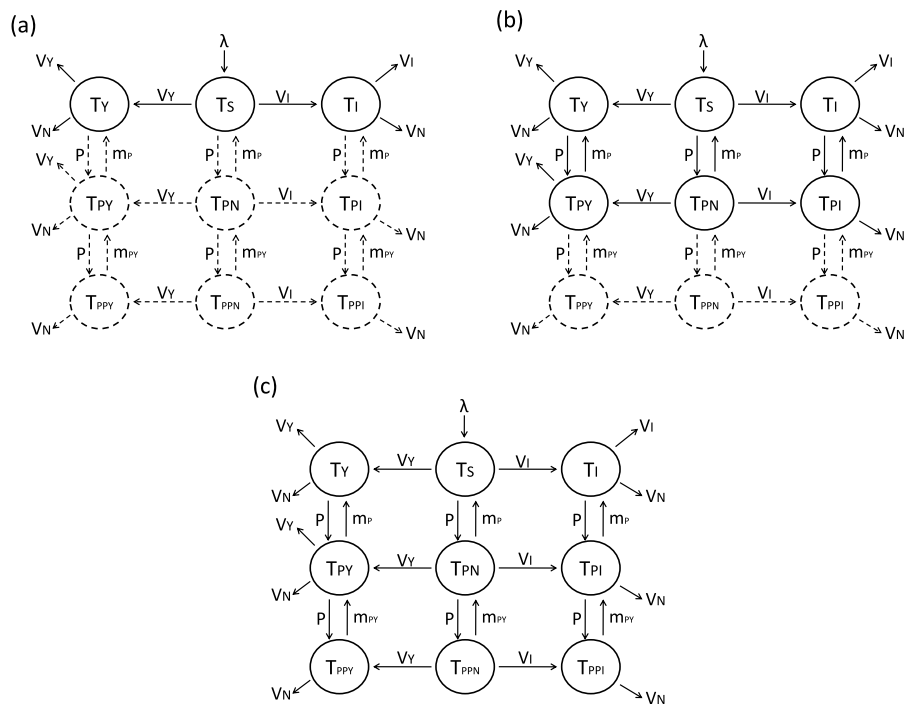 (a)
λ
VY VI
TY VY TS VI TI
VN VN
P mP P mP P mP
VY
TPY VY TPN VI TPI
VN VN
P mPY P mPY P mPY
TPPY VY TPPN VI TPPI
VN VN
(b)
λ
VY VI
TY VY TS VI TI
VN VN
P mP P mP P mP
VY
TPY VY TPN VI TPI
VN VN
P mPY P mPY P mPY
TPPY VY TPPN VI TPPI
VN VN
(c)
λ
VY VI
TY VY TS VI TI
VN VN
P mP P mP P mP
VY
TPY VY TPN VI TPI
VN VN
P mPY P mPY P mPY
TPPY VY TPPN VI TPPI
VN VN